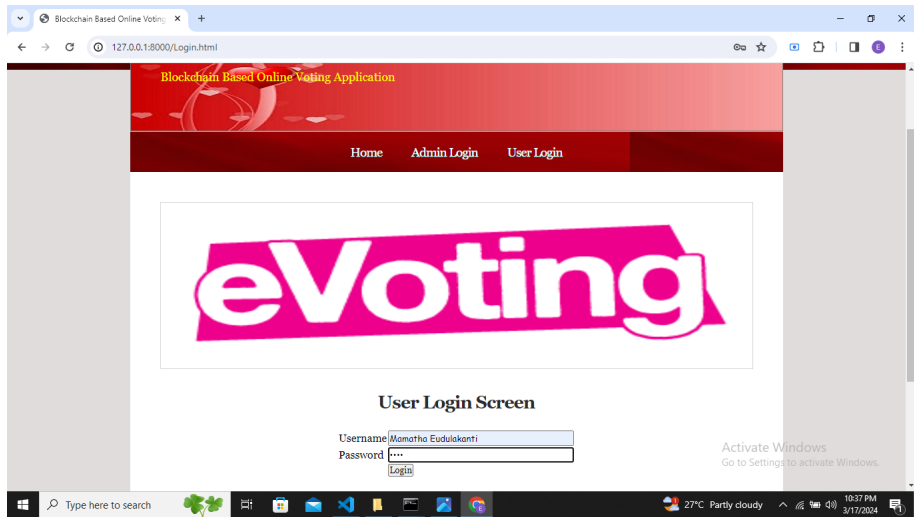 Blockchain Based Online Voting
127.0.0.1:8000/Login.html
E
Blockchain Based Online Voting Application
Home Admin Login User Login
eVoting
User Login Screen
Username Mamatha Eudulakanti
Password ····
Login
Activate Windows
Go to Settings to activate Windows.
Type here to search
27°C Partly cloudy
10:37 PM
3/17/2024
1